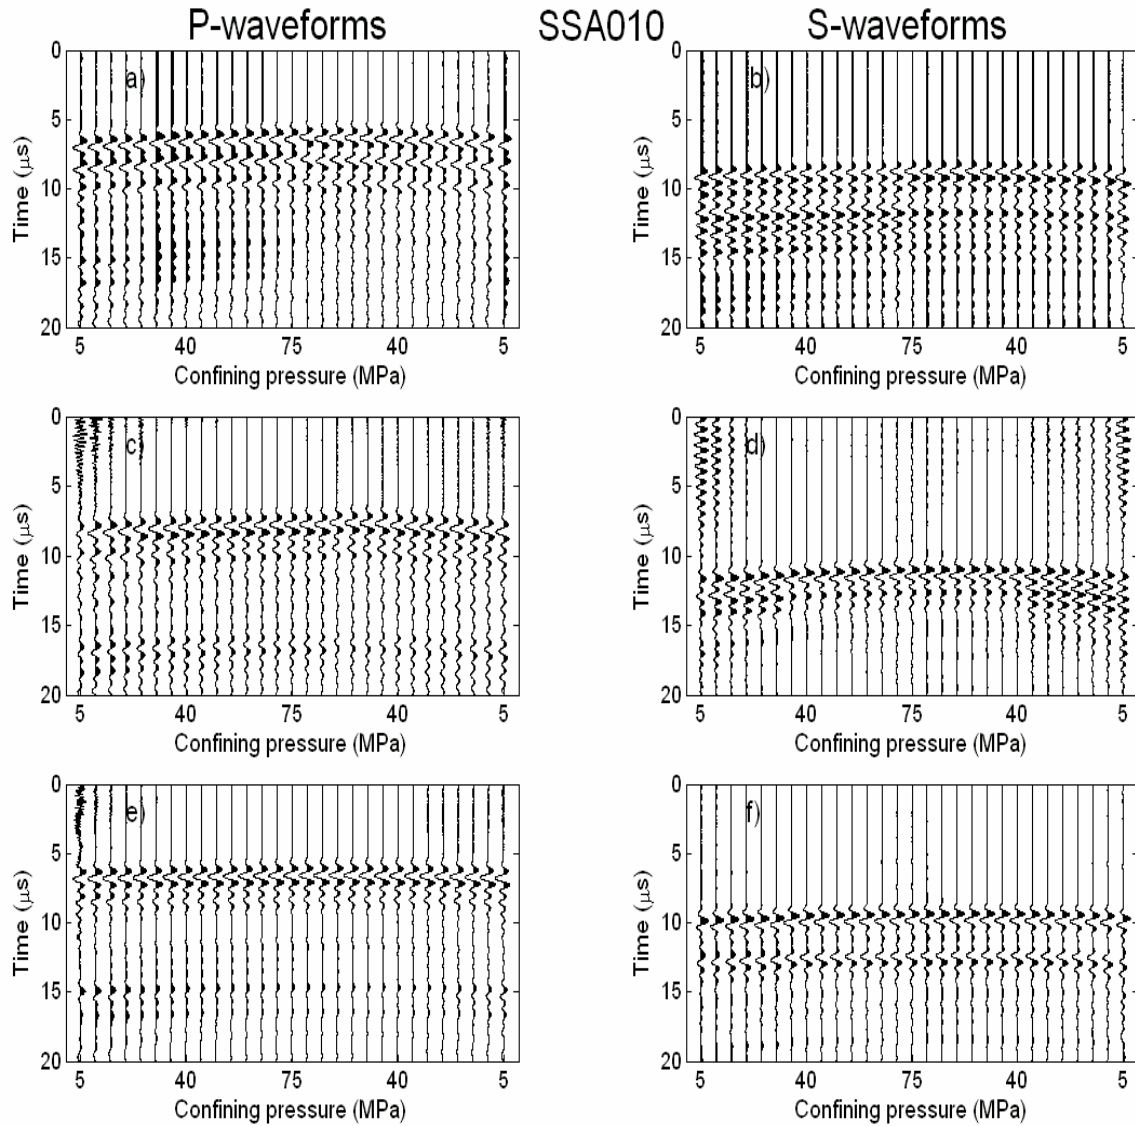 P-waveforms SSA010 S-waveforms
a)
0
5
10
15
20
Time (μs)
5 40 75 40 5
Confining pressure (MPa)
b)
0
5
10
15
20
Time (μs)
5 40 75 40 5
Confining pressure (MPa)
c)
0
5
10
15
20
Time (μs)
5 40 75 40 5
Confining pressure (MPa)
d)
0
5
10
15
20
Time (μs)
5 40 75 40 5
Confining pressure (MPa)
e)
0
5
10
15
20
Time (μs)
5 40 75 40 5
Confining pressure (MPa)
f)
0
5
10
15
20
Time (μs)
5 40 75 40 5
Confining pressure (MPa)